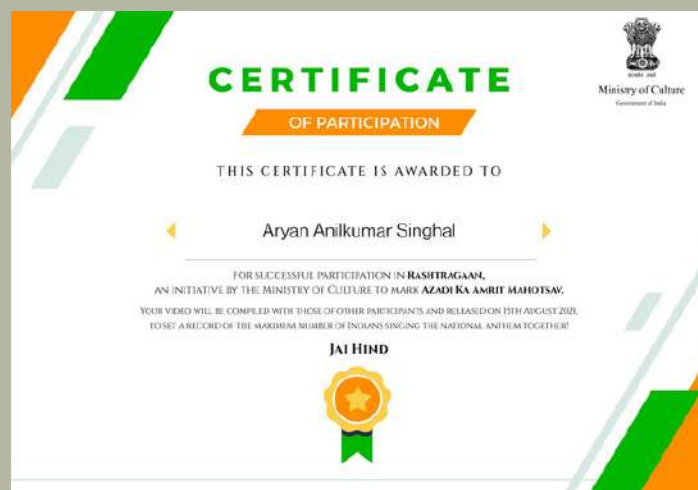 CERTIFICATE
OF PARTICIPATION
Ministry of Culture
Government of India
THIS CERTIFICATE IS AWARDED TO
Aryan Anilkumar Singhal
FOR SUCCESSFUL PARTICIPATION IN RASHTRAGAAN,
AN INITIATIVE BY THE MINISTRY OF CULTURE TO MARK AZADI KA AMRIT MAHOTSAV.
YOUR VIDEO WILL BE COMPILED WITH THOSE OF OTHER PARTICIPANTS AND RELEASED ON 15TH AUGUST 2021,
TO SET A RECORD OF THE MAXIMUM NUMBER OF INDIANS SINGING THE NATIONAL ANTHEM TOGETHER!
JAI HIND